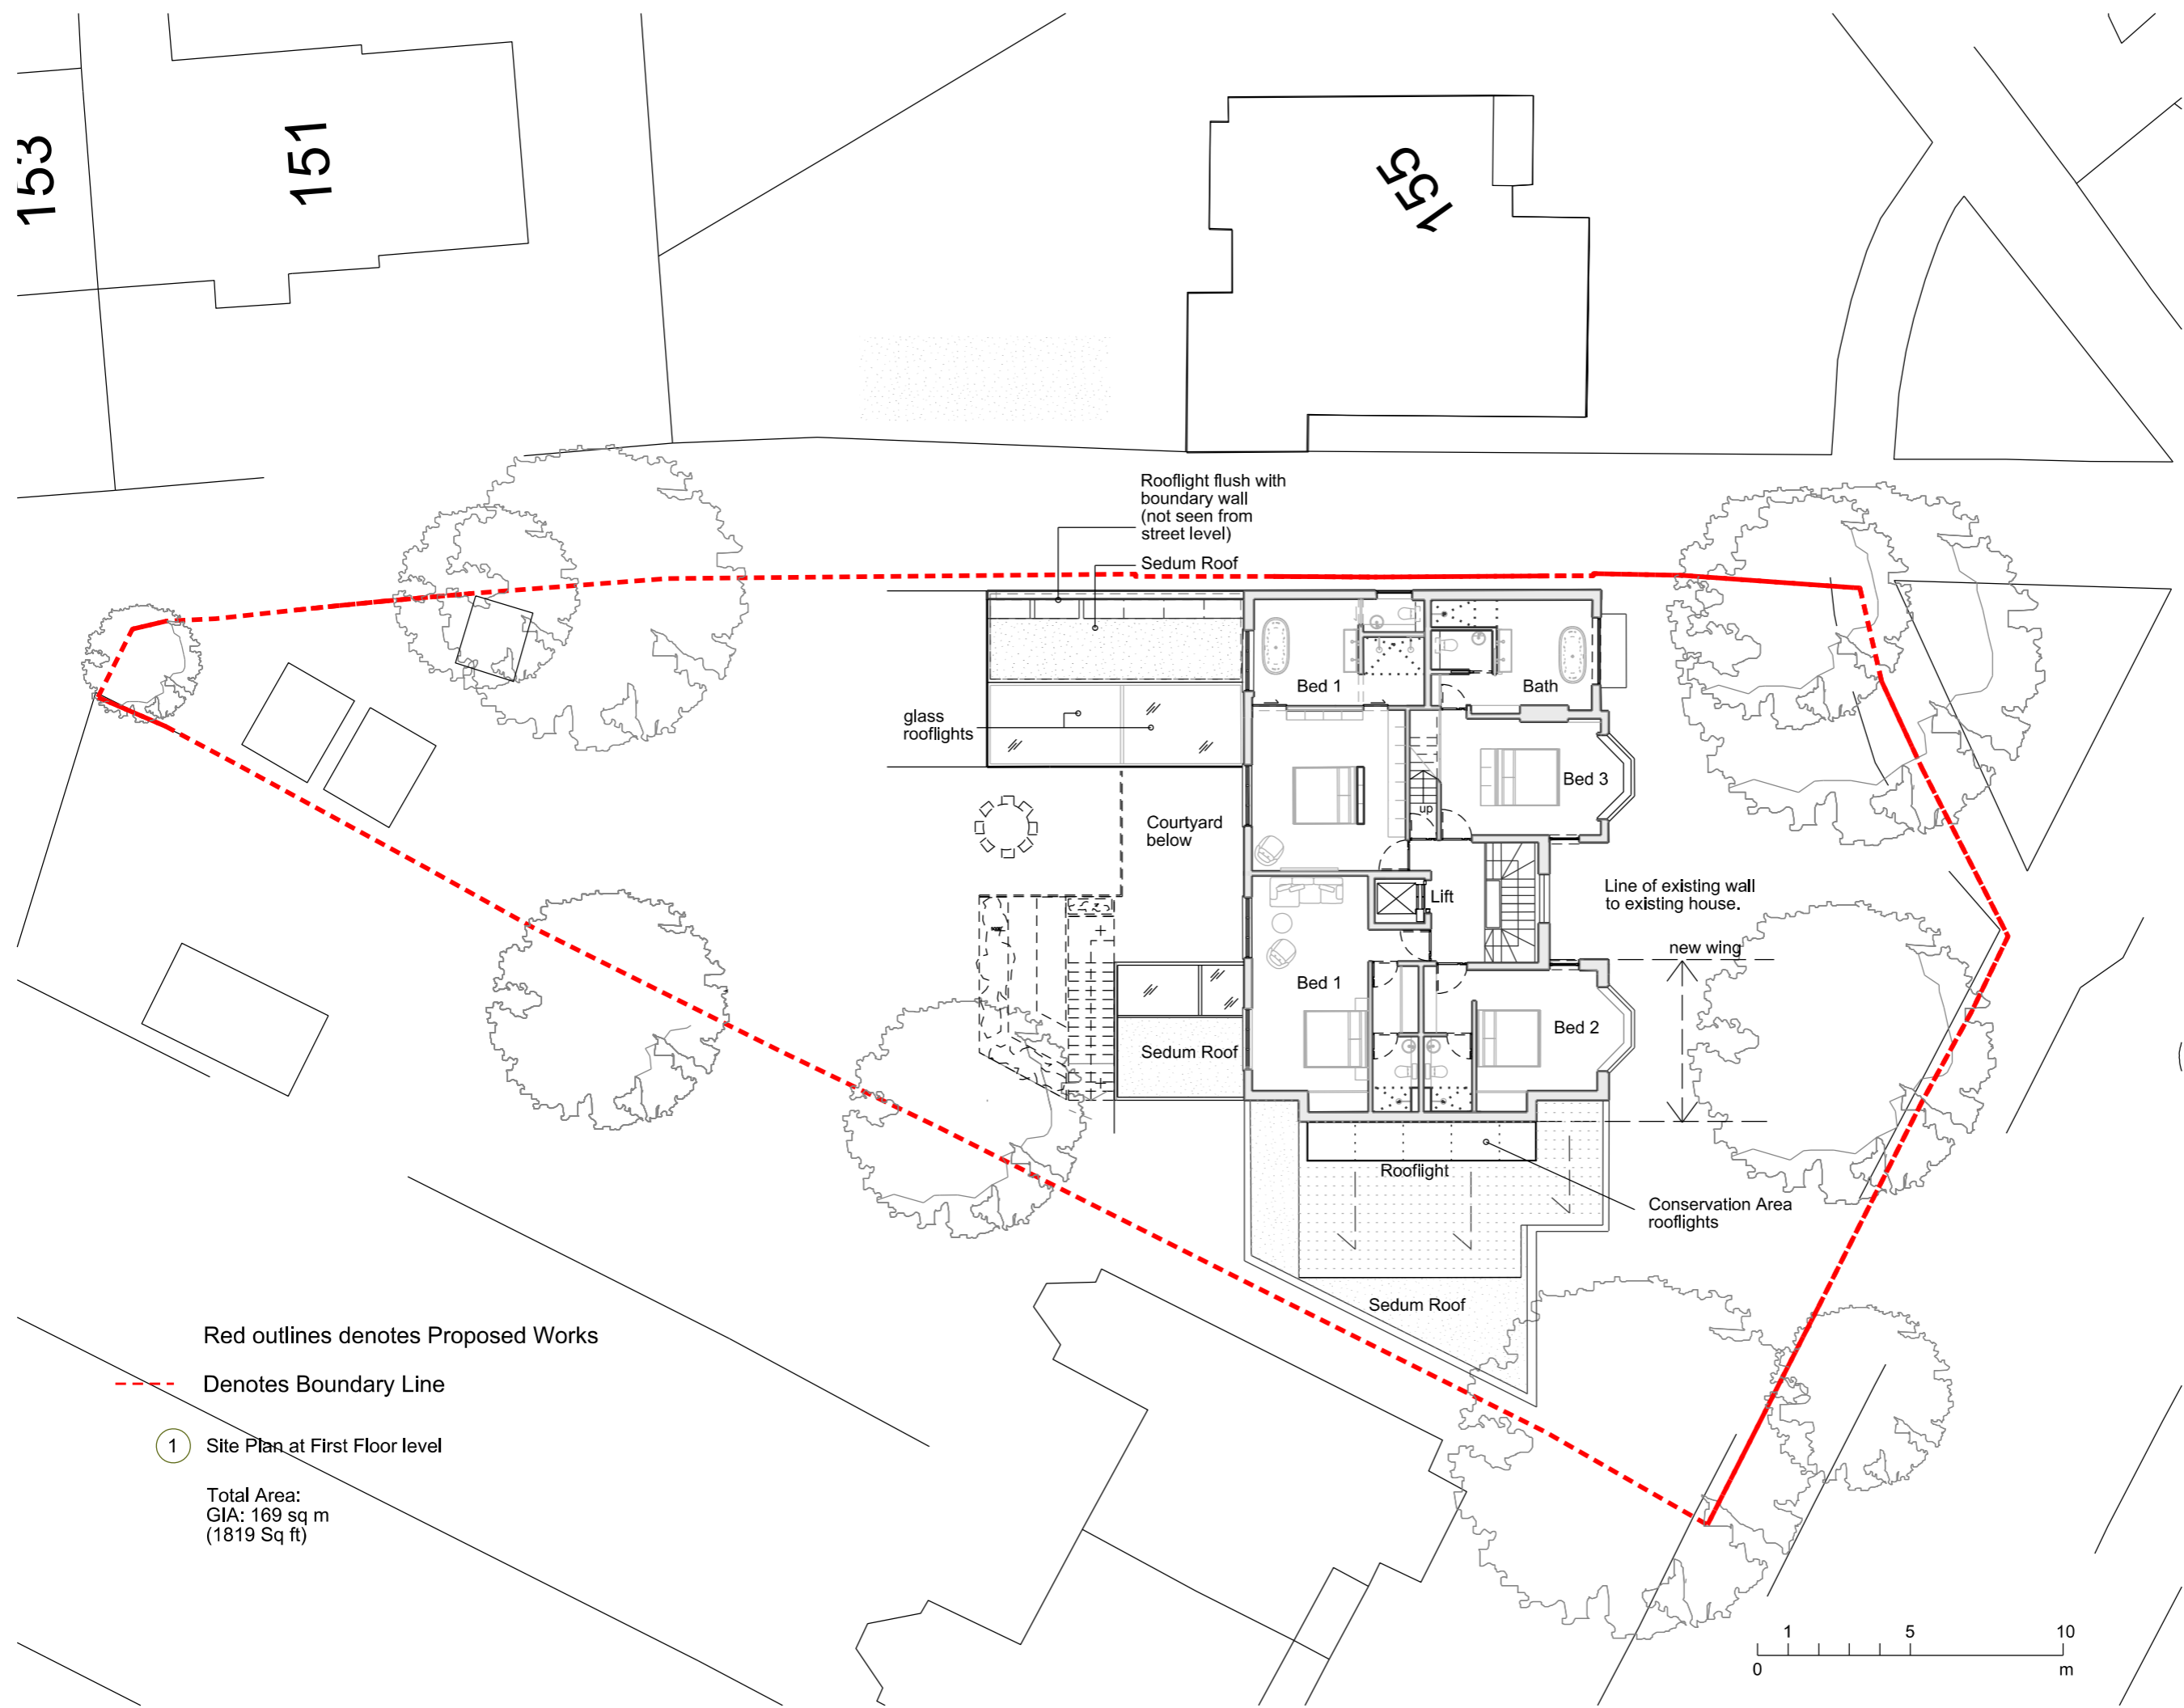 153
151
155
Rooflight flush with
boundary wall
(not seen from
street level)
Sedum Roof
glass
rooflights
Bed 1
Bath
Bed 3
up
Courtyard
below
Lift
Line of existing wall
to existing house.
new wing
Bed 1
Bed 2
Sedum Roof
Rooflight
Conservation Area
rooflights
Sedum Roof
Red outlines denotes Proposed Works
Denotes Boundary Line
1 Site Plan at First Floor level
Total Area:
GIA: 169 sq m
(1819 Sq ft)
1 5 10
0 m